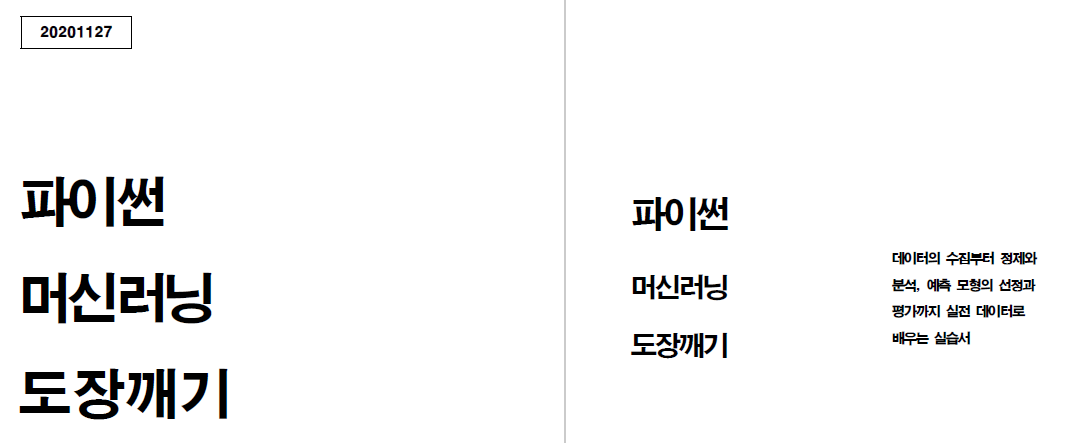 20201127
파이썬
머신러닝
도장깨기
파이썬
머신러닝
도장깨기
데이터의 수집부터 정제와
분석, 예측 모형의 선정과
평가까지 실전 데이터로
배우는 실습서